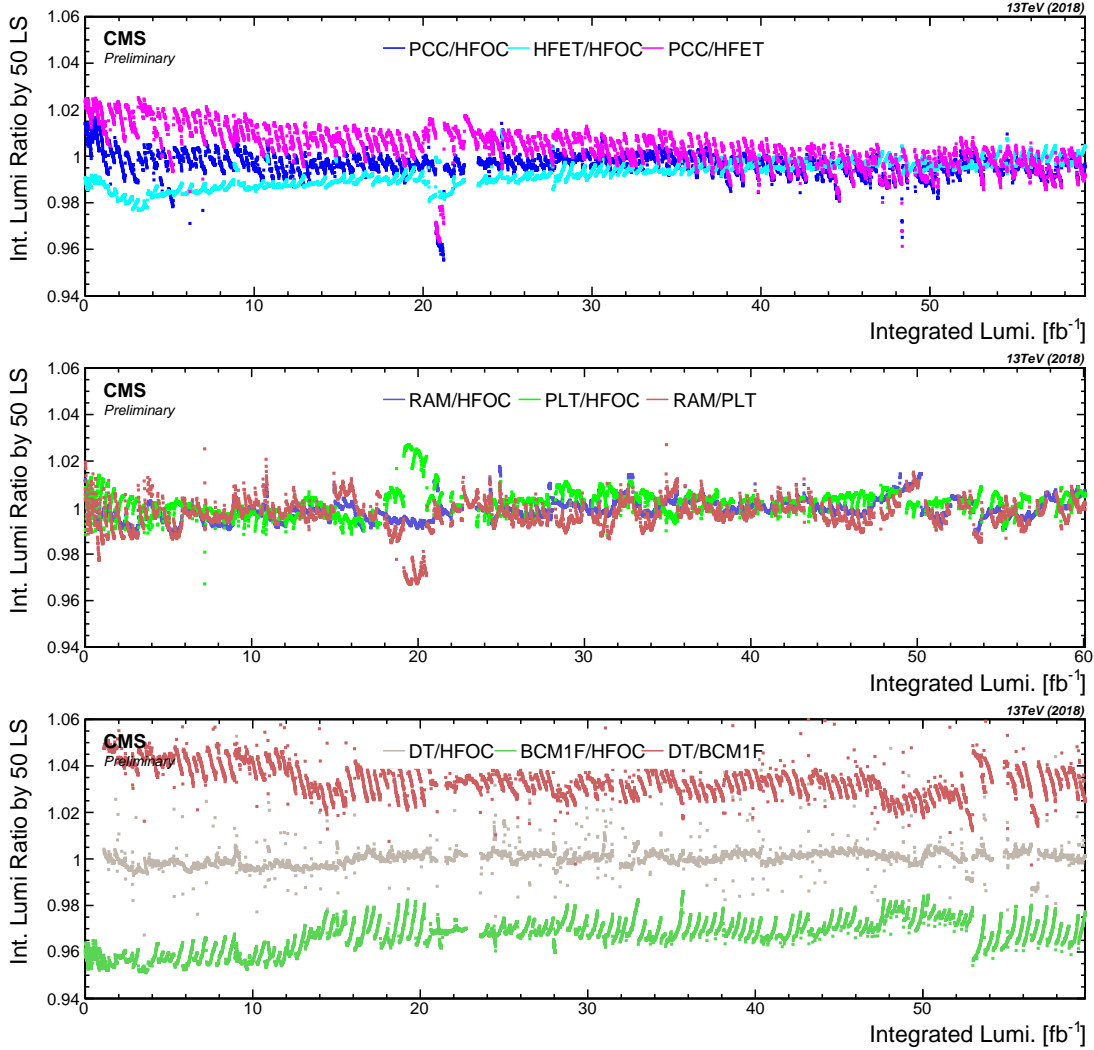 13TeV (2018)
1.06
CMS
Preliminary
PCC/HFOC HFET/HFOC PCC/HFET
1.04
1.02
1
0.98
0.96
0.94
Int. Lumi Ratio by 50 LS
0 10 20 30 40 50
Integrated Lumi. [fb-1]
13TeV (2018)
1.06
CMS
Preliminary
RAM/HFOC PLT/HFOC RAM/PLT
1.04
1.02
1
0.98
0.96
0.94
Int. Lumi Ratio by 50 LS
0 10 20 30 40 50 60
Integrated Lumi. [fb-1]
13TeV (2018)
1.06
CMS
Preliminary
DT/HFOC BCM1F/HFOC DT/BCM1F
1.04
1.02
1
0.98
0.96
0.94
Int. Lumi Ratio by 50 LS
0 10 20 30 40 50
Integrated Lumi. [fb-1]